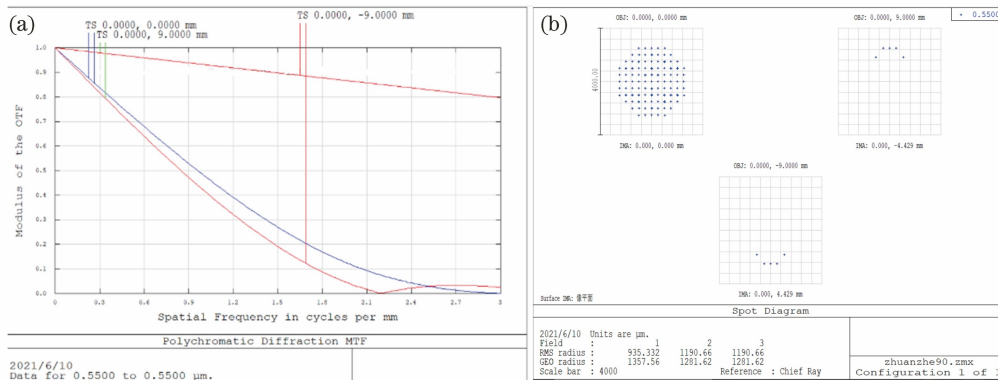 (a)
TS 0.0000, 0.0000 mm
TS 0.0000, 9.0000 mm
TS 0.0000, -9.0000 mm
1.0
0.9
0.8
0.7
0.6
0.5
0.4
0.3
0.2
0.1
0.0
Modulus of the OTF
0
0.3
0.6
0.9
1.2
1.5
1.8
2.1
2.4
2.7
3.0
Spatial Frequency in cycles per mm
Polychromatic Diffraction MTF
2021/6/10
Data for 0.5500 to 0.5500 µm.
(b)
0.5500
OBJ: 0.0000, 0.0000 mm
4000.00
IMA: 0.000, 0.000 mm
OBJ: 0.0000, 9.0000 mm
IMA: 0.000, -4.429 mm
OBJ: 0.0000, -9.0000 mm
IMA: 0.000, 4.429 mm
Surface IMA: 像平面
Spot Diagram
2021/6/10 Units are µm.
Field : 1 2 3
RMS radius : 935.332 1190.66 1190.66
GEO radius : 1357.56 1281.62 1281.62
Scale bar : 4000 Reference : Chief Ray
zhuanzhe90.zmx
Configuration 1 of